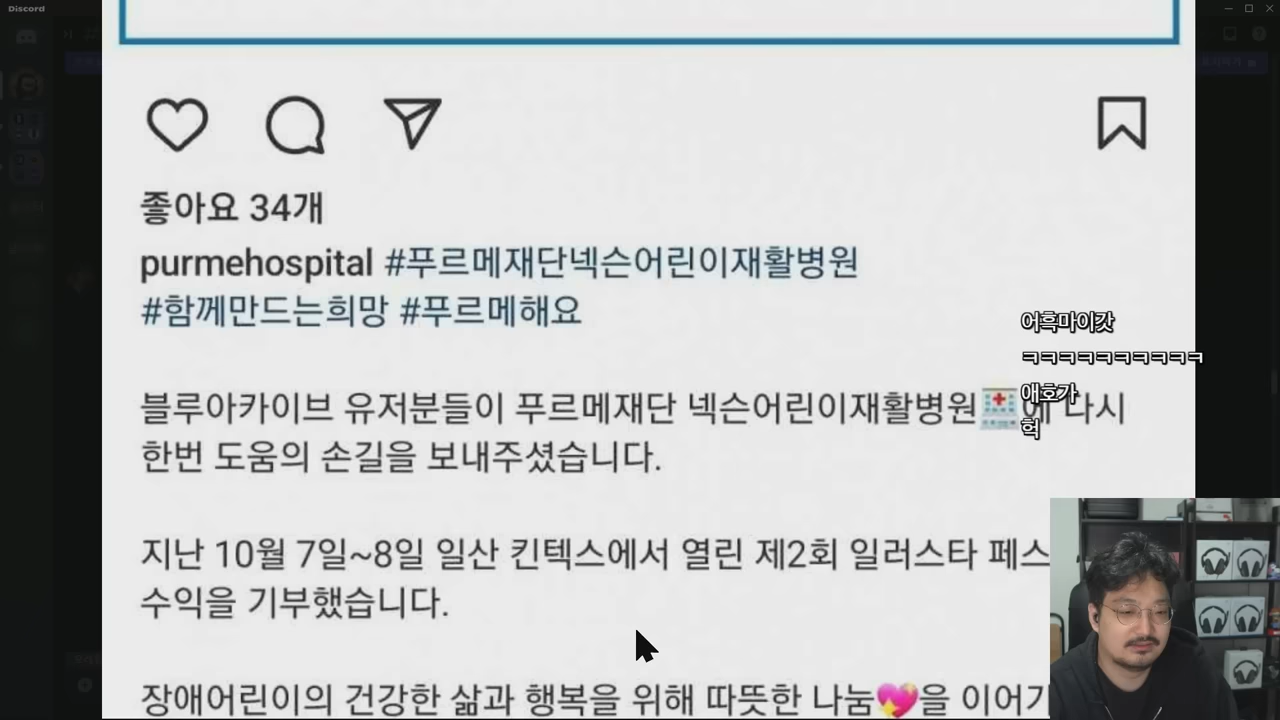 Discord
좋아요 34개
purmehospital #푸르메재단넥슨어린이재활병원
#함께만드는희망 #푸르메해요
어흑마이갓
ㅋㅋㅋㅋㅋㅋㅋㅋㅋㅋ
애호가
블루아카이브 유저분들이 푸르메재단 넥슨어린이재활병원🏥에 다시
헉
한번 도움의 손길을 보내주셨습니다.
지난 10월 7일~8일 일산 킨텍스에서 열린 제2회 일러스타 페스
수익을 기부했습니다.
장애어린이의 건강한 삶과 행복을 위해 따뜻한 나눔💖을 이어가